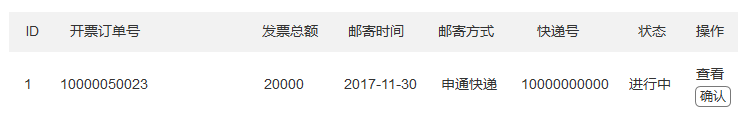 ID 开票订单号 发票总额 邮寄时间 邮寄方式 快递号 状态 操作
1 10000050023 20000 2017-11-30 申通快递 10000000000 进行中 查看
确认